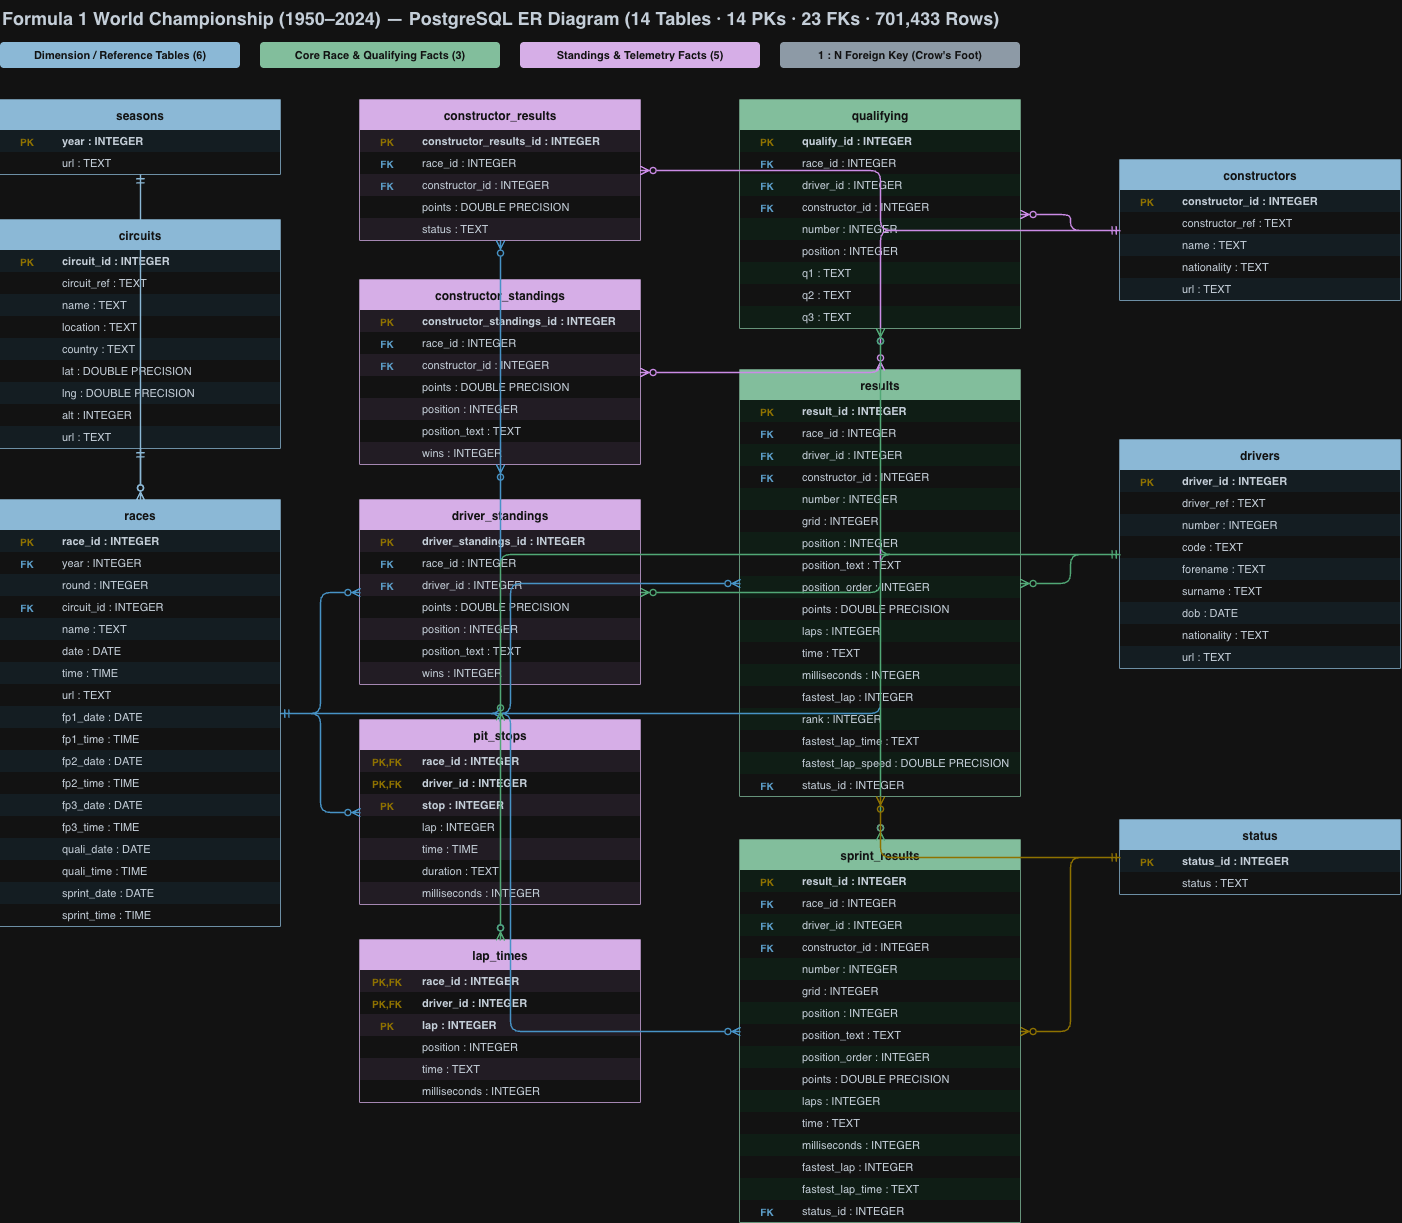 Formula 1 World Championship (1950–2024) — PostgreSQL ER Diagram (14 Tables · 14 PKs · 23 FKs · 701,433 Rows)
Dimension / Reference Tables (6)
Core Race & Qualifying Facts (3)
Standings & Telemetry Facts (5)
1 : N Foreign Key (Crow's Foot)
seasons
PK year : INTEGER
url : TEXT
circuits
PK circuit_id : INTEGER
circuit_ref : TEXT
name : TEXT
location : TEXT
country : TEXT
lat : DOUBLE PRECISION
lng : DOUBLE PRECISION
alt : INTEGER
url : TEXT
races
PK race_id : INTEGER
FK year : INTEGER
round : INTEGER
FK circuit_id : INTEGER
name : TEXT
date : DATE
time : TIME
url : TEXT
fp1_date : DATE
fp1_time : TIME
fp2_date : DATE
fp2_time : TIME
fp3_date : DATE
fp3_time : TIME
quali_date : DATE
quali_time : TIME
sprint_date : DATE
sprint_time : TIME
constructor_results
PK constructor_results_id : INTEGER
FK race_id : INTEGER
FK constructor_id : INTEGER
points : DOUBLE PRECISION
status : TEXT
constructor_standings
PK constructor_standings_id : INTEGER
FK race_id : INTEGER
FK constructor_id : INTEGER
points : DOUBLE PRECISION
position : INTEGER
position_text : TEXT
wins : INTEGER
driver_standings
PK driver_standings_id : INTEGER
FK race_id : INTEGER
FK driver_id : INTEGER
points : DOUBLE PRECISION
position : INTEGER
position_text : TEXT
wins : INTEGER
pit_stops
PK,FK race_id : INTEGER
PK,FK driver_id : INTEGER
PK stop : INTEGER
lap : INTEGER
time : TIME
duration : TEXT
milliseconds : INTEGER
lap_times
PK,FK race_id : INTEGER
PK,FK driver_id : INTEGER
PK lap : INTEGER
position : INTEGER
time : TEXT
milliseconds : INTEGER
qualifying
PK qualify_id : INTEGER
FK race_id : INTEGER
FK driver_id : INTEGER
FK constructor_id : INTEGER
number : INTEGER
position : INTEGER
q1 : TEXT
q2 : TEXT
q3 : TEXT
results
PK result_id : INTEGER
FK race_id : INTEGER
FK driver_id : INTEGER
FK constructor_id : INTEGER
number : INTEGER
grid : INTEGER
position : INTEGER
position_text : TEXT
position_order : INTEGER
points : DOUBLE PRECISION
laps : INTEGER
time : TEXT
milliseconds : INTEGER
fastest_lap : INTEGER
rank : INTEGER
fastest_lap_time : TEXT
fastest_lap_speed : DOUBLE PRECISION
FK status_id : INTEGER
sprint_results
PK result_id : INTEGER
FK race_id : INTEGER
FK driver_id : INTEGER
FK constructor_id : INTEGER
number : INTEGER
grid : INTEGER
position : INTEGER
position_text : TEXT
position_order : INTEGER
points : DOUBLE PRECISION
laps : INTEGER
time : TEXT
milliseconds : INTEGER
fastest_lap : INTEGER
fastest_lap_time : TEXT
FK status_id : INTEGER
constructors
PK constructor_id : INTEGER
constructor_ref : TEXT
name : TEXT
nationality : TEXT
url : TEXT
drivers
PK driver_id : INTEGER
driver_ref : TEXT
number : INTEGER
code : TEXT
forename : TEXT
surname : TEXT
dob : DATE
nationality : TEXT
url : TEXT
status
PK status_id : INTEGER
status : TEXT